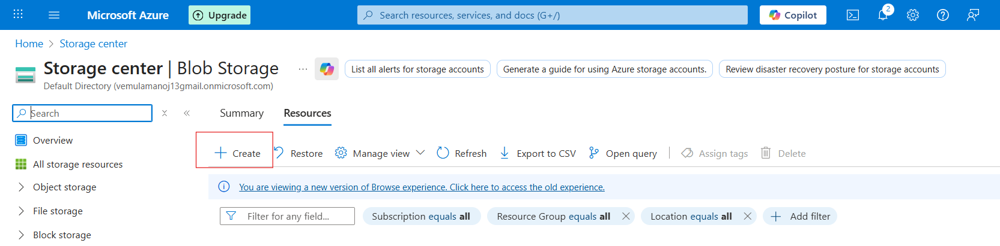 Microsoft Azure Upgrade Search resources, services, and docs (G+/) Copilot 2
Home > Storage center
Storage center | Blob Storage ... List all alerts for storage accounts Generate a guide for using Azure storage accounts. Review disaster recovery posture for storage accounts
Default Directory (vemulamanoj13gmail.onmicrosoft.com)
Search Summary Resources
Overview
Create Restore Manage view Refresh Export to CSV Open query Assign tags Delete
All storage resources
Object storage You are viewing a new version of Browse experience. Click here to access the old experience.
File storage Filter for any field... Subscription equals all Resource Group equals all Location equals all Add filter
Block storage